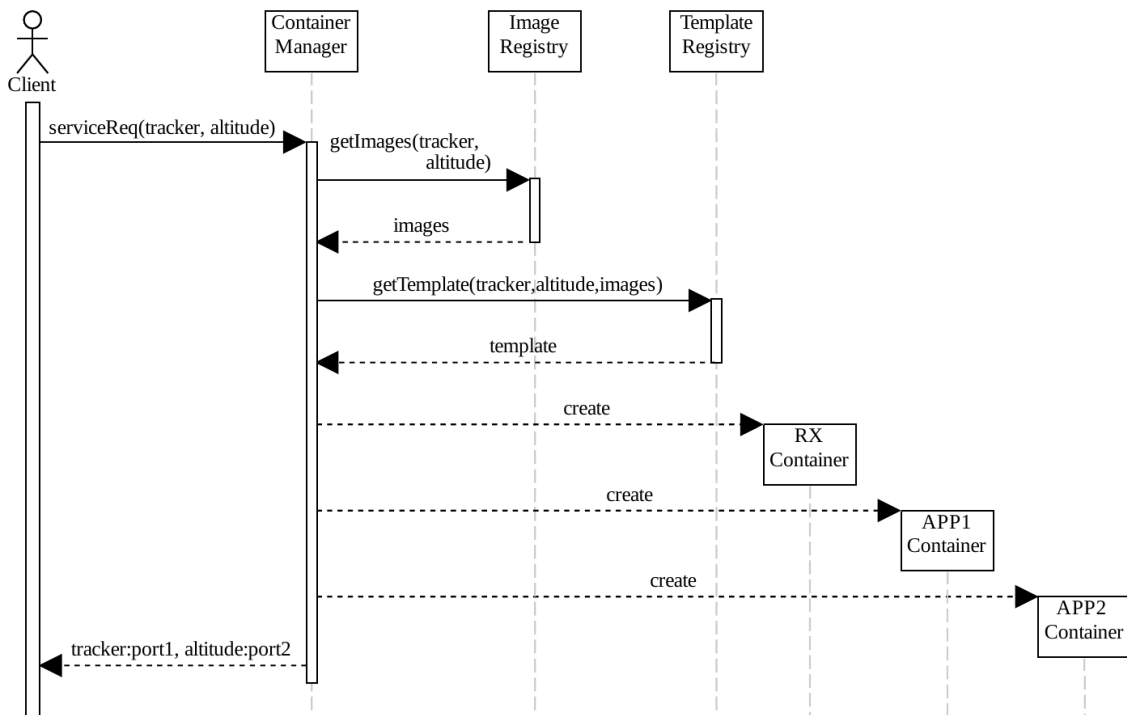 Container
Manager
Image
Registry
Template
Registry
Client
serviceReq(tracker, altitude)
getImages(tracker,
altitude)
images
getTemplate(tracker,altitude,images)
template
create
RX
Container
create
APP1
Container
create
APP2
Container
tracker:port1, altitude:port2